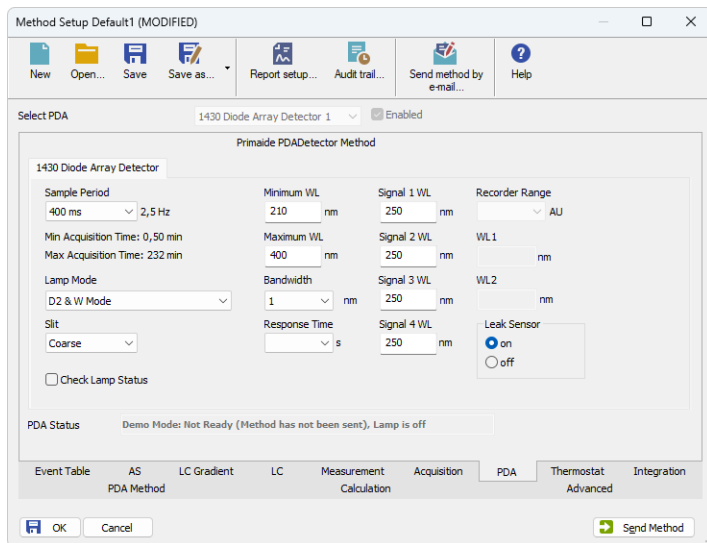 Method Setup Default1 (MODIFIED)
New Open... Save Save as... Report setup... Audit trail... Send method by e-mail... Help
Select PDA 1430 Diode Array Detector 1 Enabled
Primaide PDADetector Method
1430 Diode Array Detector
Sample Period Minimum WL Signal 1 WL Recorder Range
400 ms 2,5 Hz 210 nm 250 nm AU
Min Acquisition Time: 0,50 min Maximum WL Signal 2 WL WL1
Max Acquisition Time: 232 min 400 nm 250 nm nm
Lamp Mode Bandwidth Signal 3 WL WL2
D2 & W Mode 1 nm 250 nm nm
Slit Response Time Signal 4 WL Leak Sensor
Coarse s 250 nm on
off
Check Lamp Status
PDA Status Demo Mode: Not Ready (Method has not been sent), Lamp is off
Event Table AS LC Gradient LC Measurement Acquisition PDA Thermostat Integration
PDA Method Calculation Advanced
OK Cancel Send Method